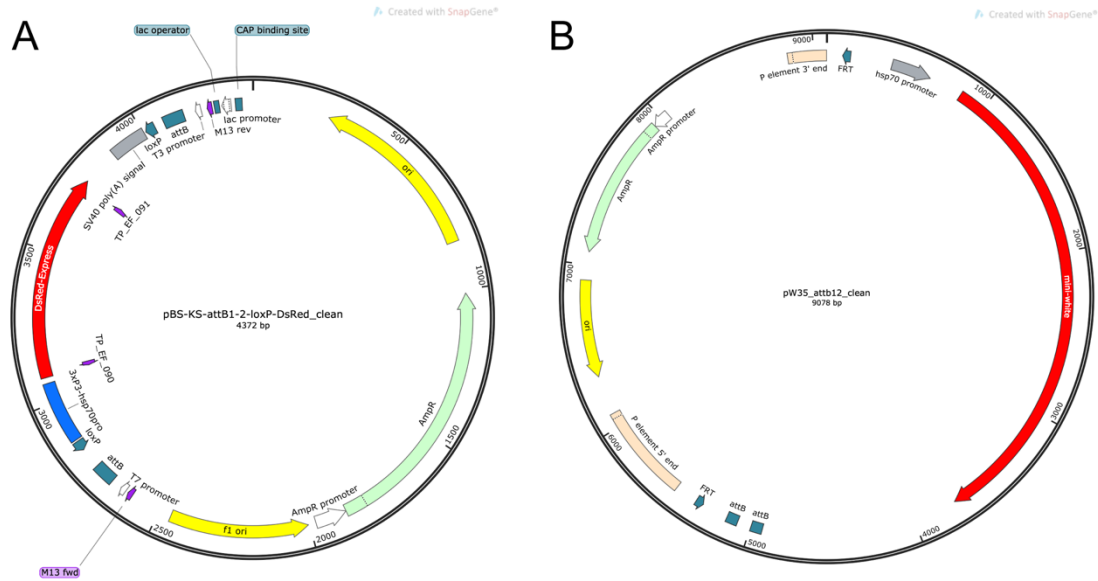 A
Created with SnapGene®
lac operator
CAP binding site
4000
loxP
attB
T3 promoter
M13 rev
lac promoter
SV40 poly(A) signal
TP_EF_091
DsRed-Express
3500
ori
500
1000
pBS-KS-attB1-2-loxP-DsRed_clean
4372 bp
TP_EF_090
3xP3-hsp70pro
3000
loxP
attB
T7 promoter
M13 fwd
2500
f1 ori
AmpR promoter
2000
AmpR
1500
B
Created with SnapGene®
9000
P element 3' end
FRT
hsp70 promoter
1000
8000
AmpR promoter
AmpR
7000
ori
pW35_attb12_clean
9078 bp
mini-white
2000
3000
6000
P element 5' end
FRT
attB
attB
5000
4000